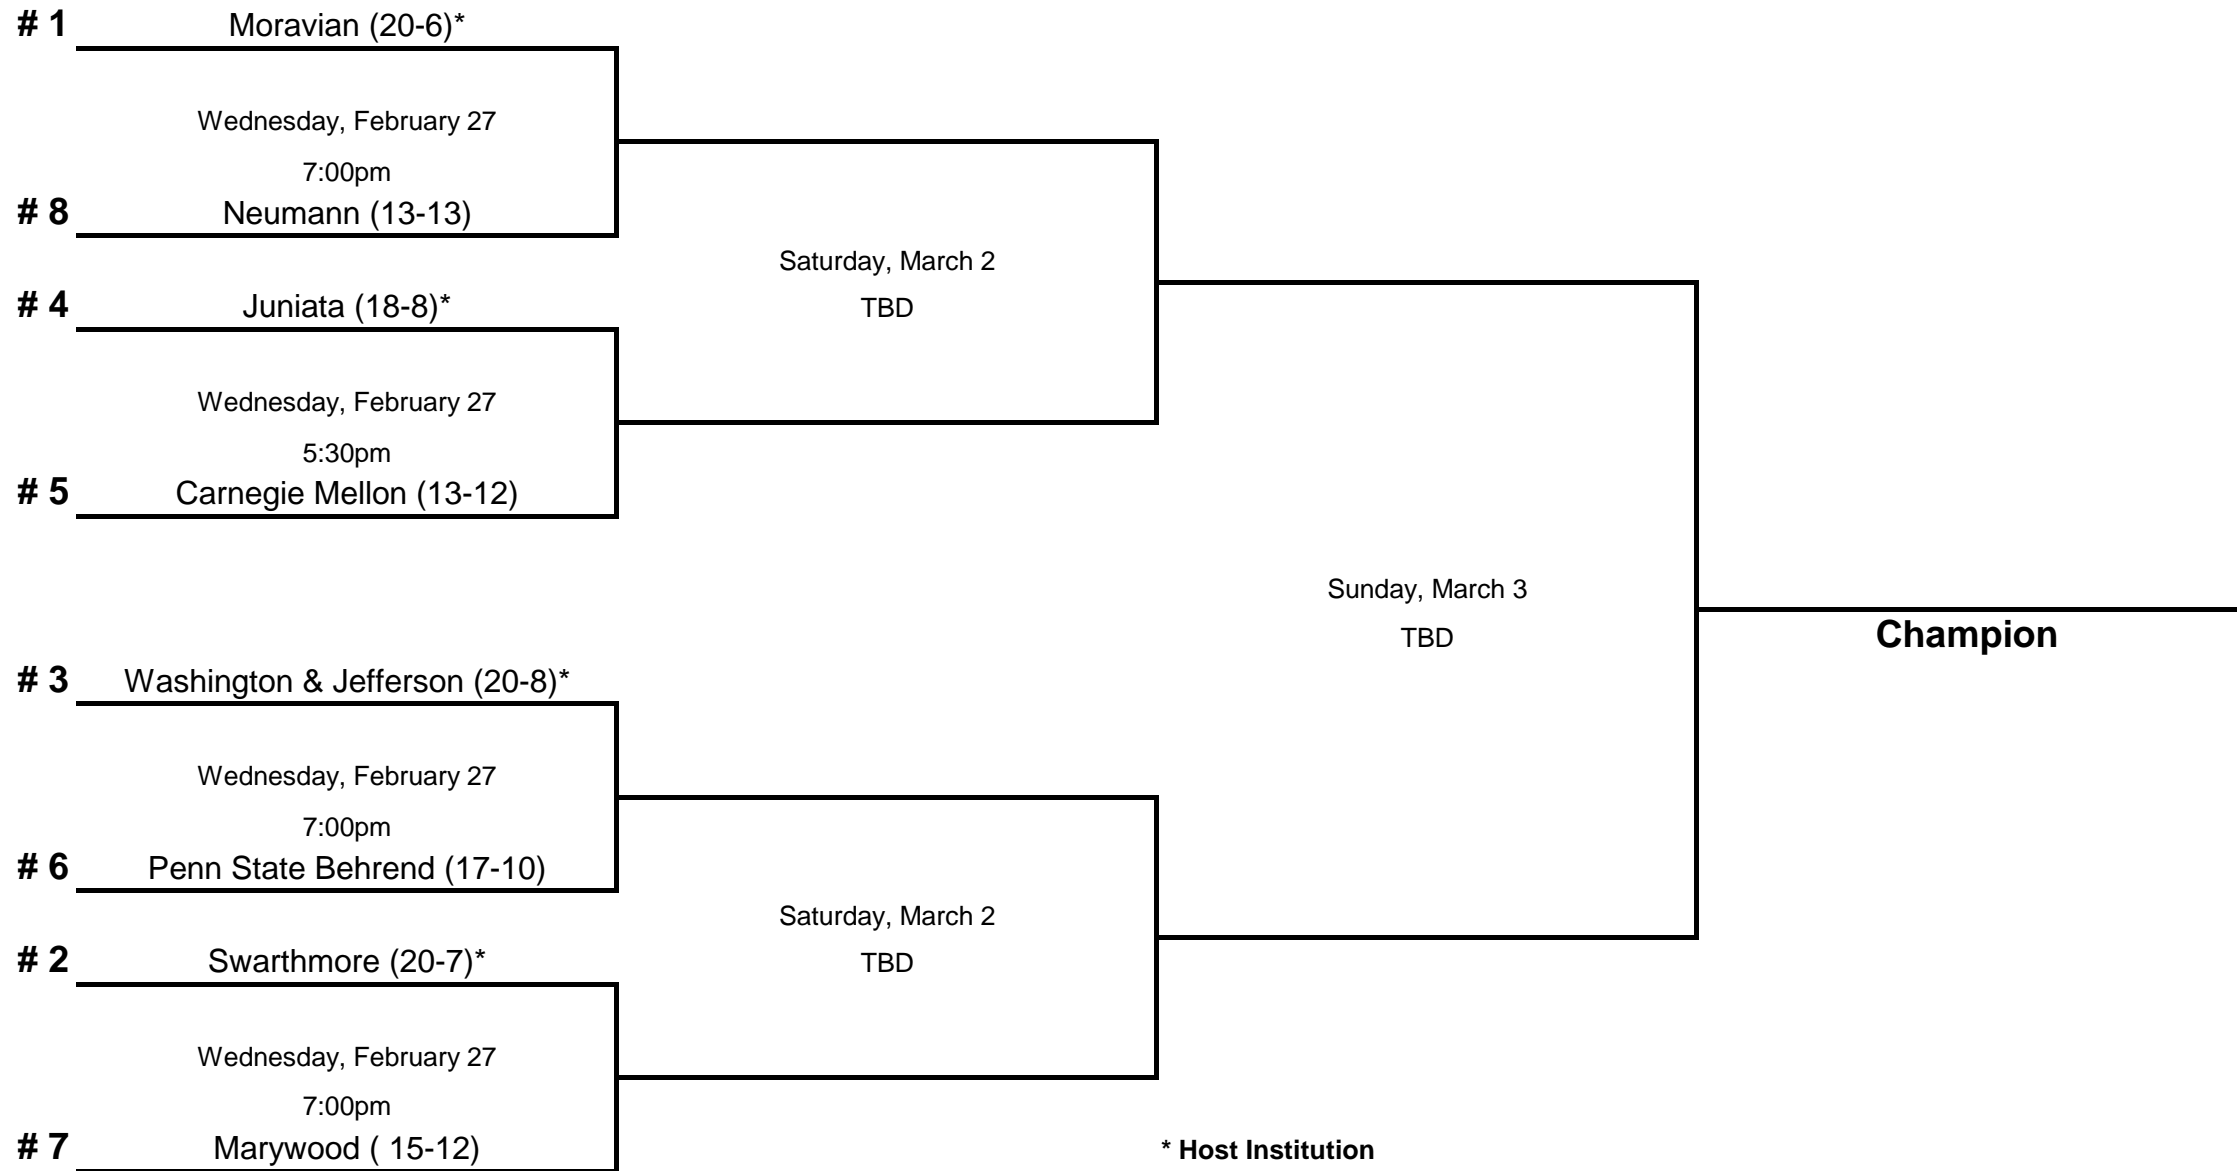 # 1 Moravian (20-6)*
Wednesday, February 27
7:00pm
# 8 Neumann (13-13)
Saturday, March 2
TBD
# 4 Juniata (18-8)*
Wednesday, February 27
5:30pm
# 5 Carnegie Mellon (13-12)
Sunday, March 3
TBD
Champion
# 3 Washington & Jefferson (20-8)*
Wednesday, February 27
7:00pm
# 6 Penn State Behrend (17-10)
Saturday, March 2
TBD
# 2 Swarthmore (20-7)*
Wednesday, February 27
7:00pm
# 7 Marywood ( 15-12)
* Host Institution